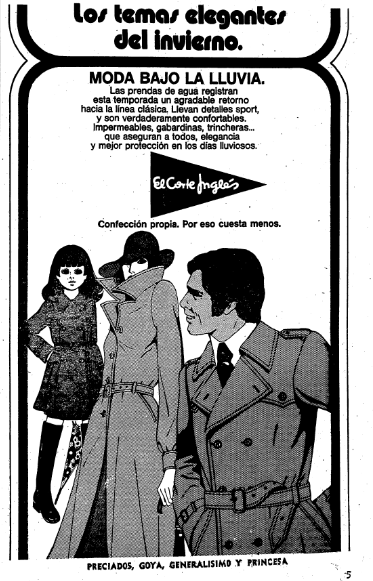 Los temas elegantes
del invierno.
MODA BAJO LA LLUVIA.
Las prendas de agua registran
esta temporada un agradable retorno
hacia la línea clásica. Llevan detalles sport,
y son verdaderamente confortables.
Impermeables, gabardinas, trincheras...
que aseguran a todos, elegancia
y mejor protección en los días lluviosos.
El Corte Inglés
Confección propia. Por eso cuesta menos.
PRECIADOS, GOYA, GENERALISIMO Y PRINCESA
5